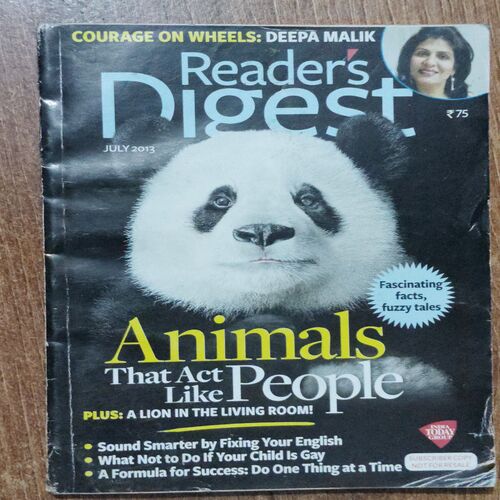 COURAGE ON WHEELS: DEEPA MALIK
Reader's
Digest
₹ 75
JULY 2013
Fascinating
facts,
fuzzy tales
Animals
That Act
Like People
PLUS: A LION IN THE LIVING ROOM!
INDIA
TODAY
GROUP
• Sound Smarter by Fixing Your English
• What Not to Do If Your Child Is Gay
• A Formula for Success: Do One Thing at a Time
SUBSCRIBER COPY
NOT FOR RESALE